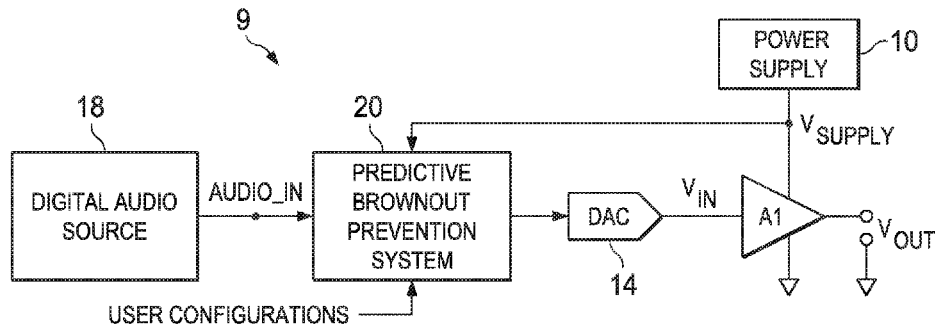 9
POWER
SUPPLY
10
18
20
V SUPPLY
DIGITAL AUDIO
SOURCE
AUDIO_IN
PREDICTIVE
BROWNOUT
PREVENTION
SYSTEM
DAC
14
V IN
A1
V OUT
USER CONFIGURATIONS